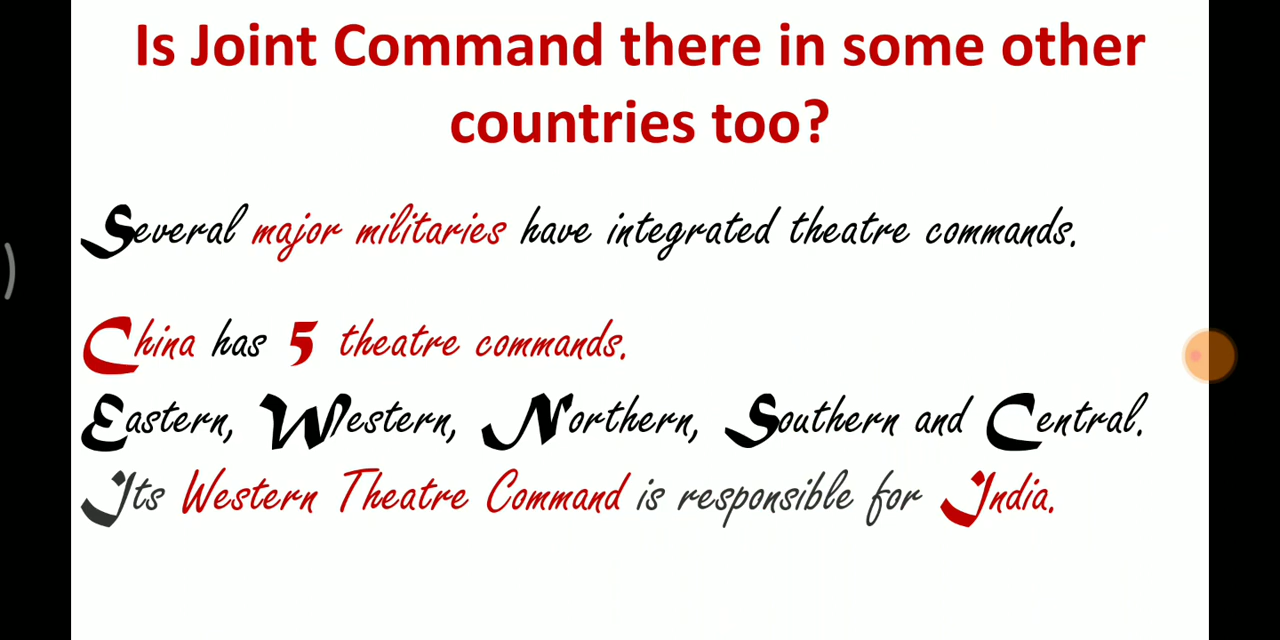 Is Joint Command there in some other
countries too?
Several major militaries have integrated theatre commands.
China has 5 theatre commands.
Eastern, Western, Northern, Southern and Central.
Its Western Theatre Command is responsible for India.